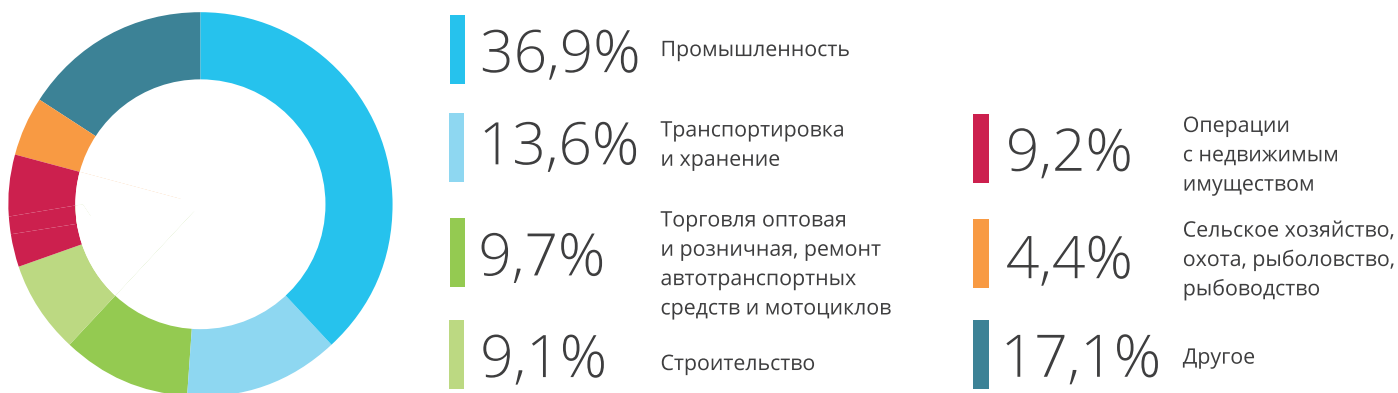 36,9%
Промышленность
13,6%
Транспортировка
и хранение
9,7%
Торговля оптовая
и розничная, ремонт
автотранспортных
средств и мотоциклов
9,1%
Строительство
9,2%
Операции
с недвижимым
имуществом
4,4%
Сельское хозяйство,
охота, рыболовство,
рыбоводство
17,1%
Другое